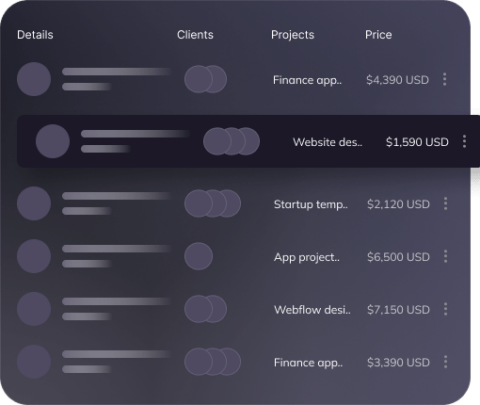 Details Clients Projects Price
Finance app.. $4,390 USD
Website des.. $1,590 USD
Startup temp.. $2,120 USD
App project.. $6,500 USD
Webflow desi.. $7,150 USD
Finance app.. $3,390 USD